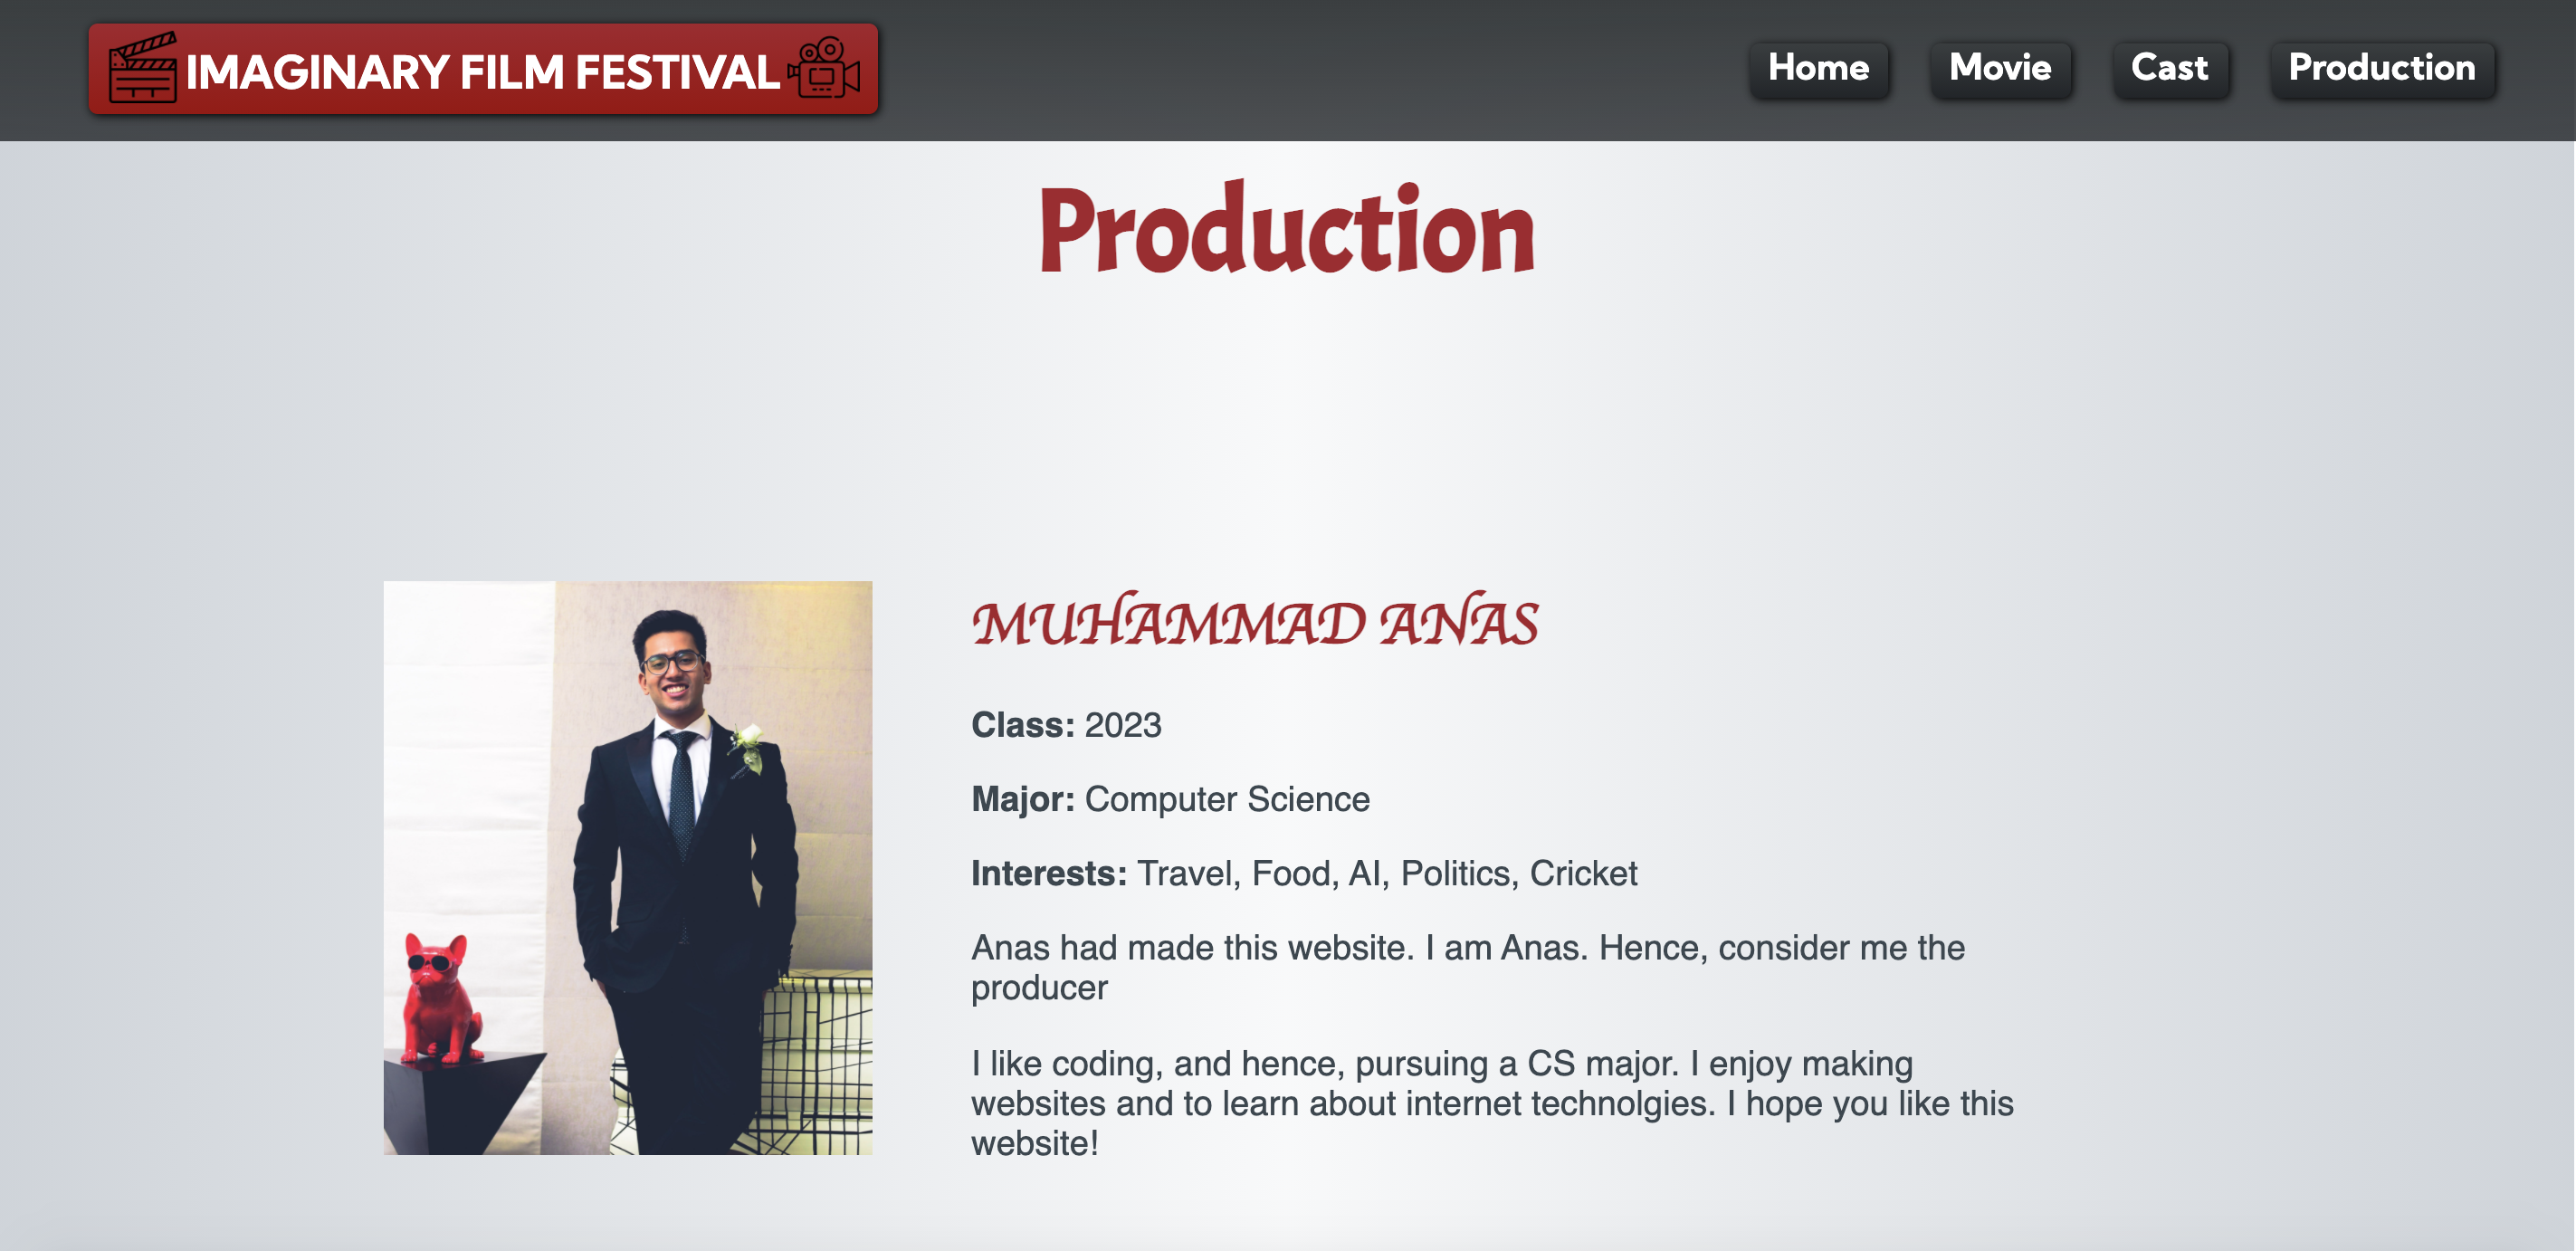 IMAGINARY FILM FESTIVAL
Home
Movie
Cast
Production
Production
MUHAMMAD ANAS
Class: 2023
Major: Computer Science
Interests: Travel, Food, AI, Politics, Cricket
Anas had made this website. I am Anas. Hence, consider me the
producer
I like coding, and hence, pursuing a CS major. I enjoy making
websites and to learn about internet technolgies. I hope you like this
website!